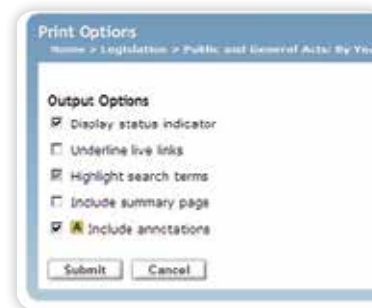 Print Options
Home > Legislation > Public and General Acts: By Ye
Output Options
Display status indicator
Underline live links
Highlight search terms
Include summary page
A Include annotations
Submit Cancel